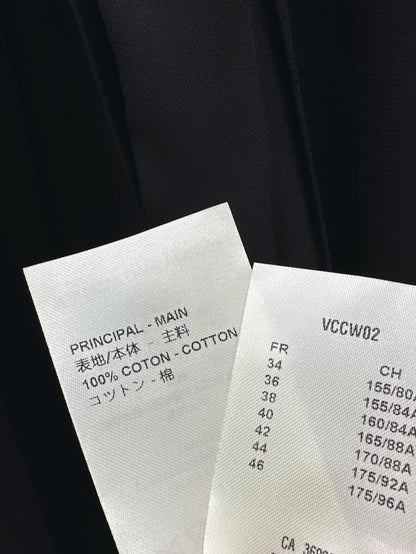 PRINCIPAL - MAIN
表地/本体 - 主料
100% COTON - COTTON
コットン - 棉
VCCW02
FR CH
34 155/80A
36 155/84A
38 160/84A
40 165/88A
42 170/88A
44 175/92A
46 175/96A
CA